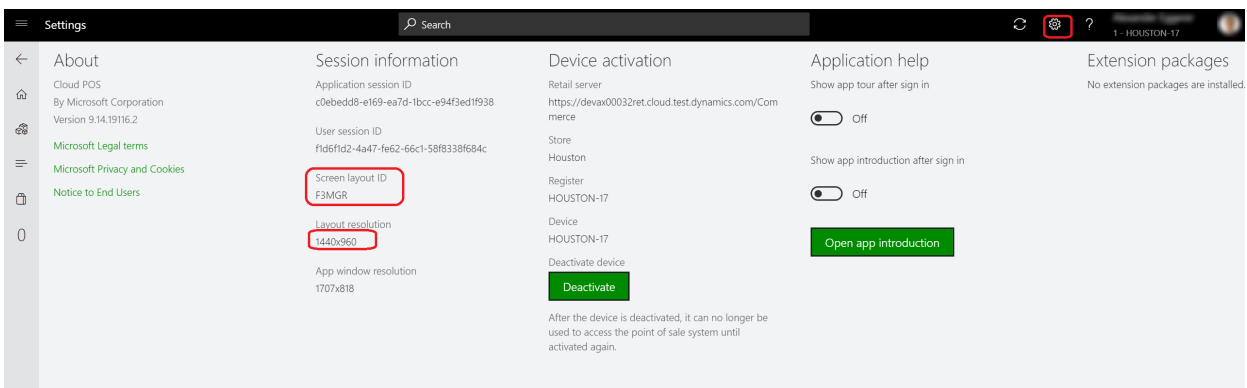 Settings
Search
?
1 - HOUSTON-17
About
Cloud POS
By Microsoft Corporation
Version 9.14.19116.2
Microsoft Legal terms
Microsoft Privacy and Cookies
Notice to End Users
0
Session information
Application session ID
c0ebedd8-e169-ea7d-1bcc-e94f3ed1f938
User session ID
f1d6f1d2-4a47-fe62-66c1-58f8338f684c
Screen layout ID
F3MGR
Layout resolution
1440x960
App window resolution
1707x818
Device activation
Retail server
https://devax00032ret.cloud.test.dynamics.com/Com
merce
Store
Houston
Register
HOUSTON-17
Device
HOUSTON-17
Deactivate device
Deactivate
After the device is deactivated, it can no longer be
used to access the point of sale system until
activated again.
Application help
Show app tour after sign in
Off
Show app introduction after sign in
Off
Open app introduction
Extension packages
No extension packages are installed.